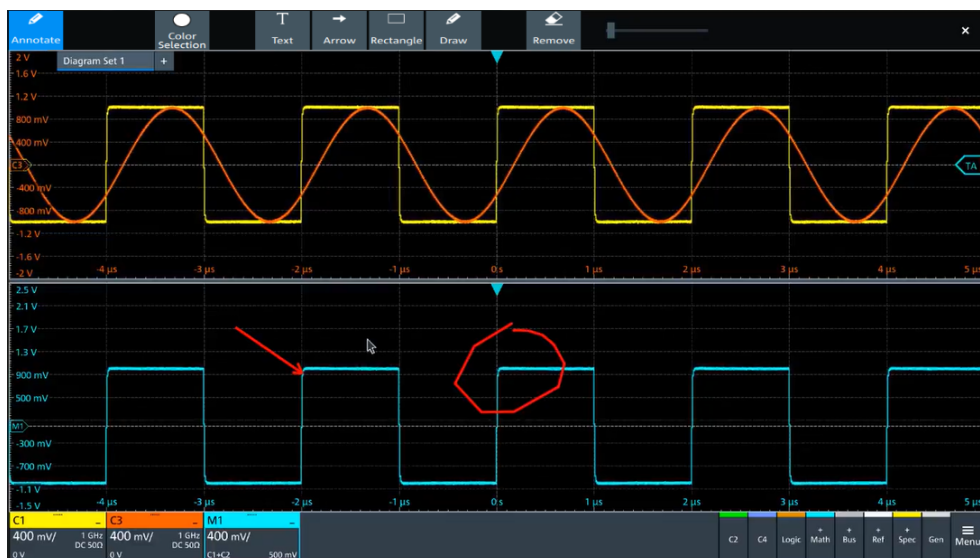 Annotate
Color Selection
Text
Arrow
Rectangle
Draw
Remove
×
2 V
Diagram Set 1 +
1.6 V
1.2 V
800 mV
400 mV
C3
TA
-400 mV
-800 mV
-1.2 V
-1.6 V
-2 V
-4 µs -3 µs -2 µs -1 µs 0 s 1 µs 2 µs 3 µs 4 µs 5 µs
2.5 V
2.1 V
1.7 V
1.3 V
900 mV
500 mV
M1
-300 mV
-700 mV
-1.1 V
-1.5 V
-4 µs -3 µs -2 µs -1 µs 0 s 1 µs 2 µs 3 µs 4 µs 5 µs
C1
400 mV/ 1 GHz
DC 50Ω
0 V
C3
400 mV/ 1 GHz
DC 50Ω
0 V
M1
400 mV/
C1+C2 500 mV
C2
C4
Logic
+ Math
+ Bus
+ Ref
+ Spec
Gen
Menu